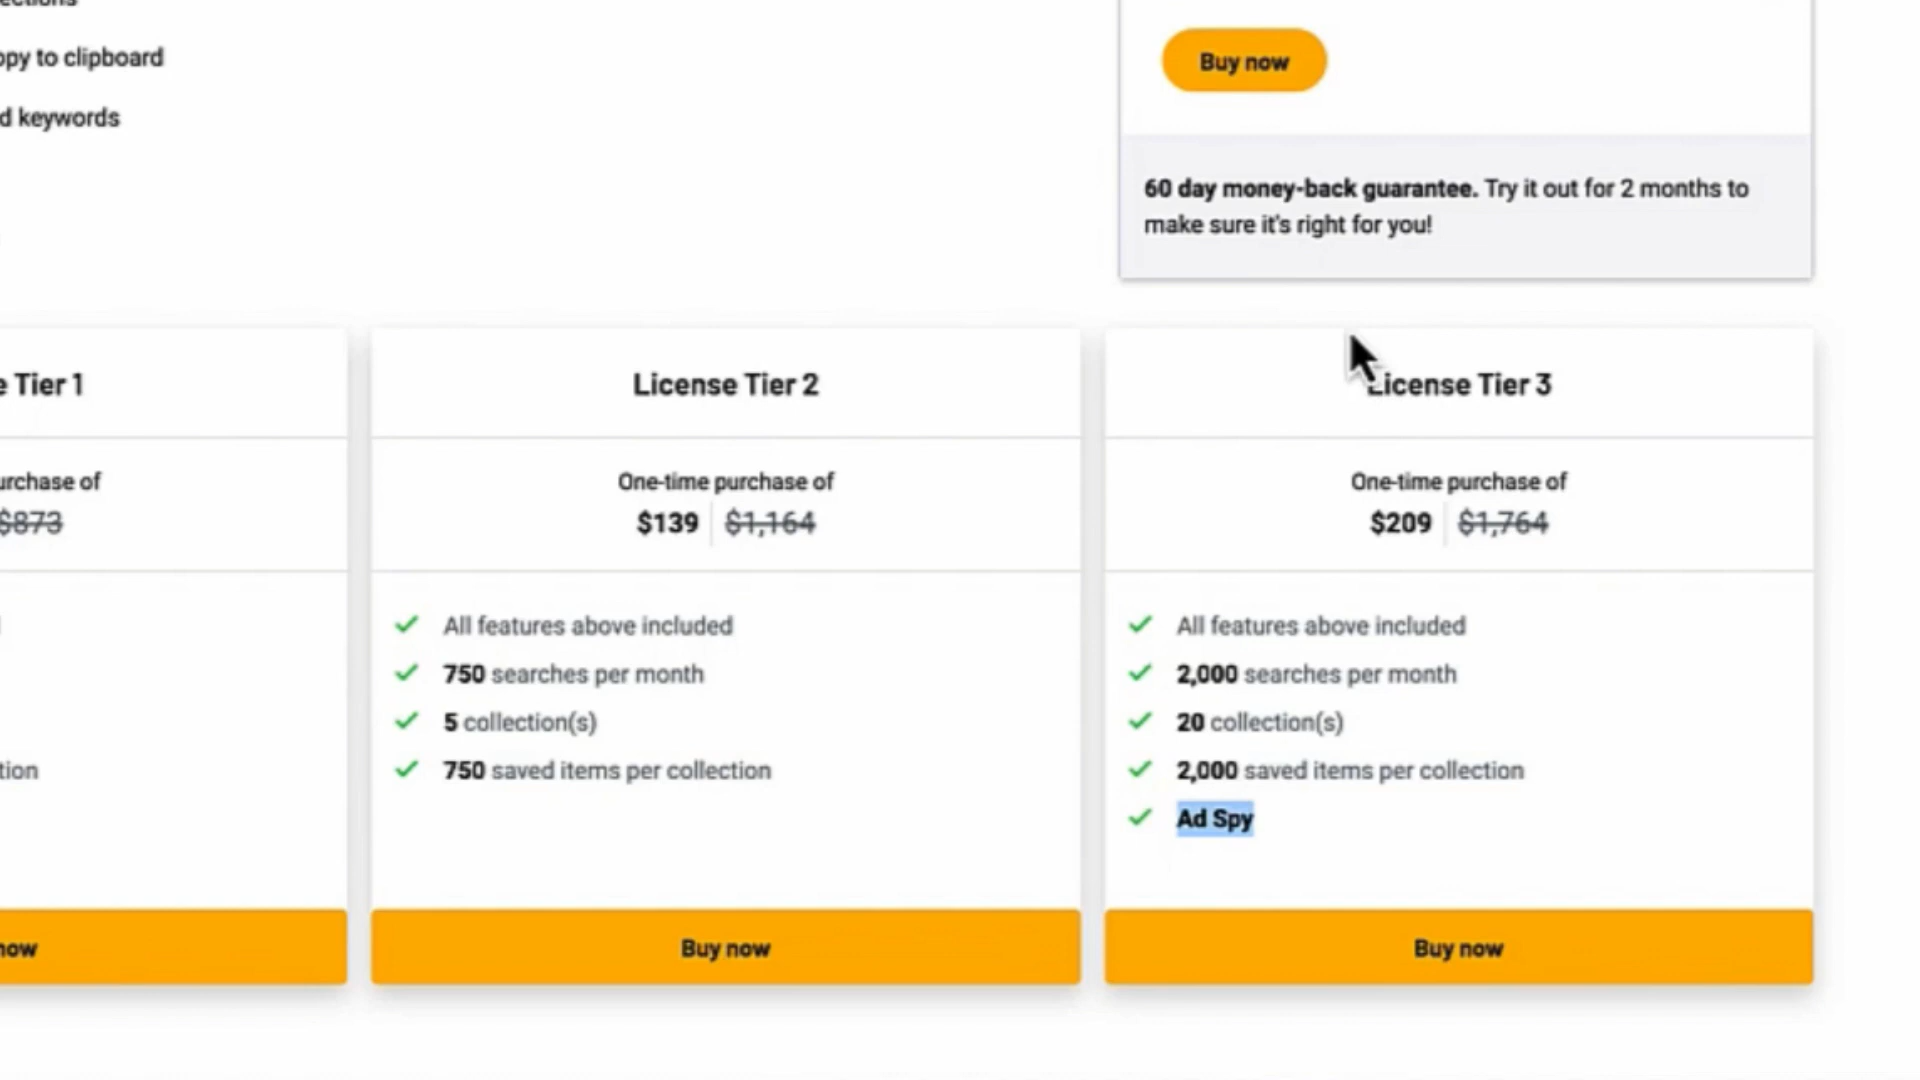 opy to clipboard
d keywords
Buy now
60 day money-back guarantee. Try it out for 2 months to
make sure it's right for you!
e Tier 1
urchase of
$873
tion
now
License Tier 2
One-time purchase of
$139 $1,164
All features above included
750 searches per month
5 collection(s)
750 saved items per collection
Buy now
License Tier 3
One-time purchase of
$209 $1,764
All features above included
2,000 searches per month
20 collection(s)
2,000 saved items per collection
Ad Spy
Buy now